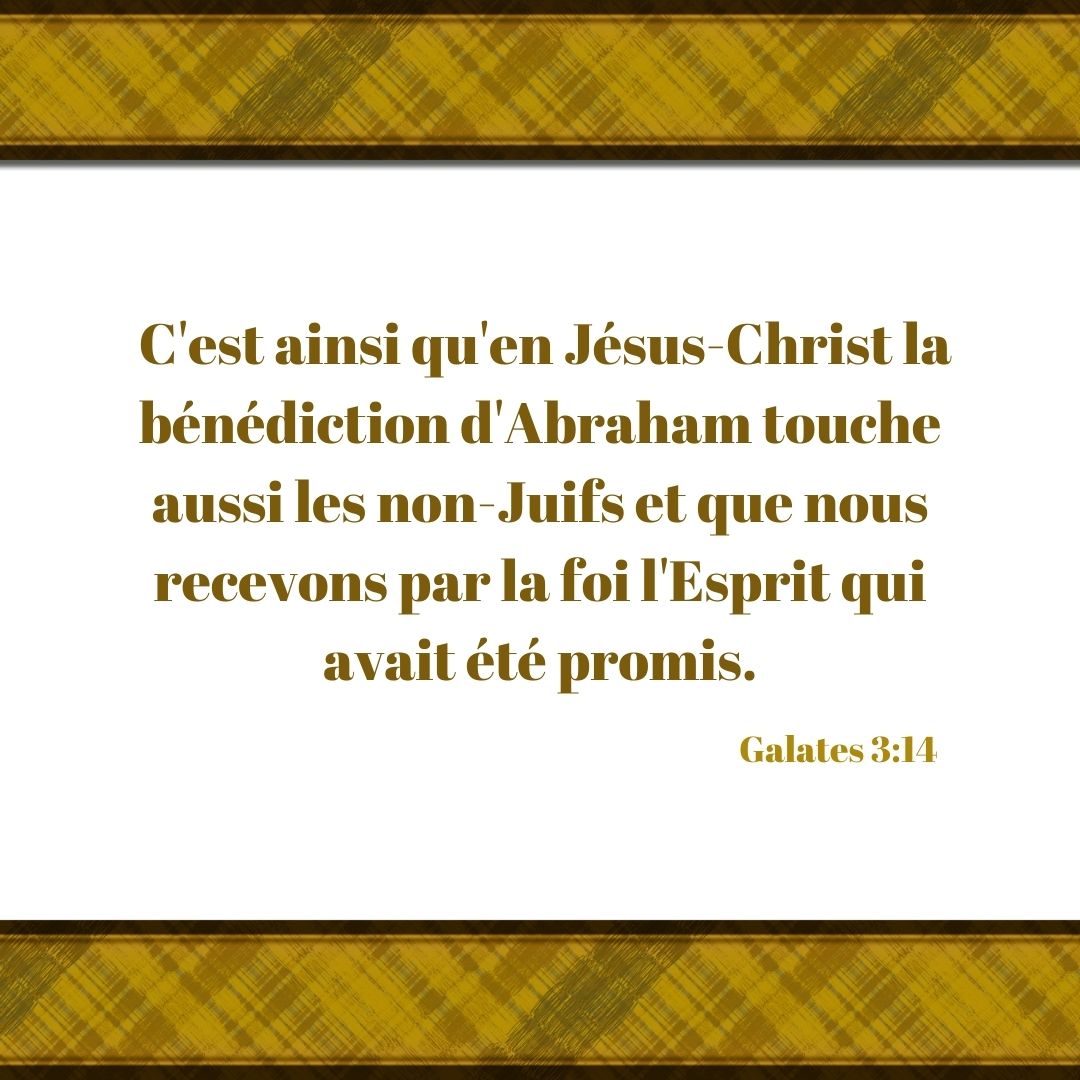 C'est ainsi qu'en Jésus-Christ la
bénédiction d'Abraham touche
aussi les non-Juifs et que nous
recevons par la foi l'Esprit qui
avait été promis.
Galates 3:14